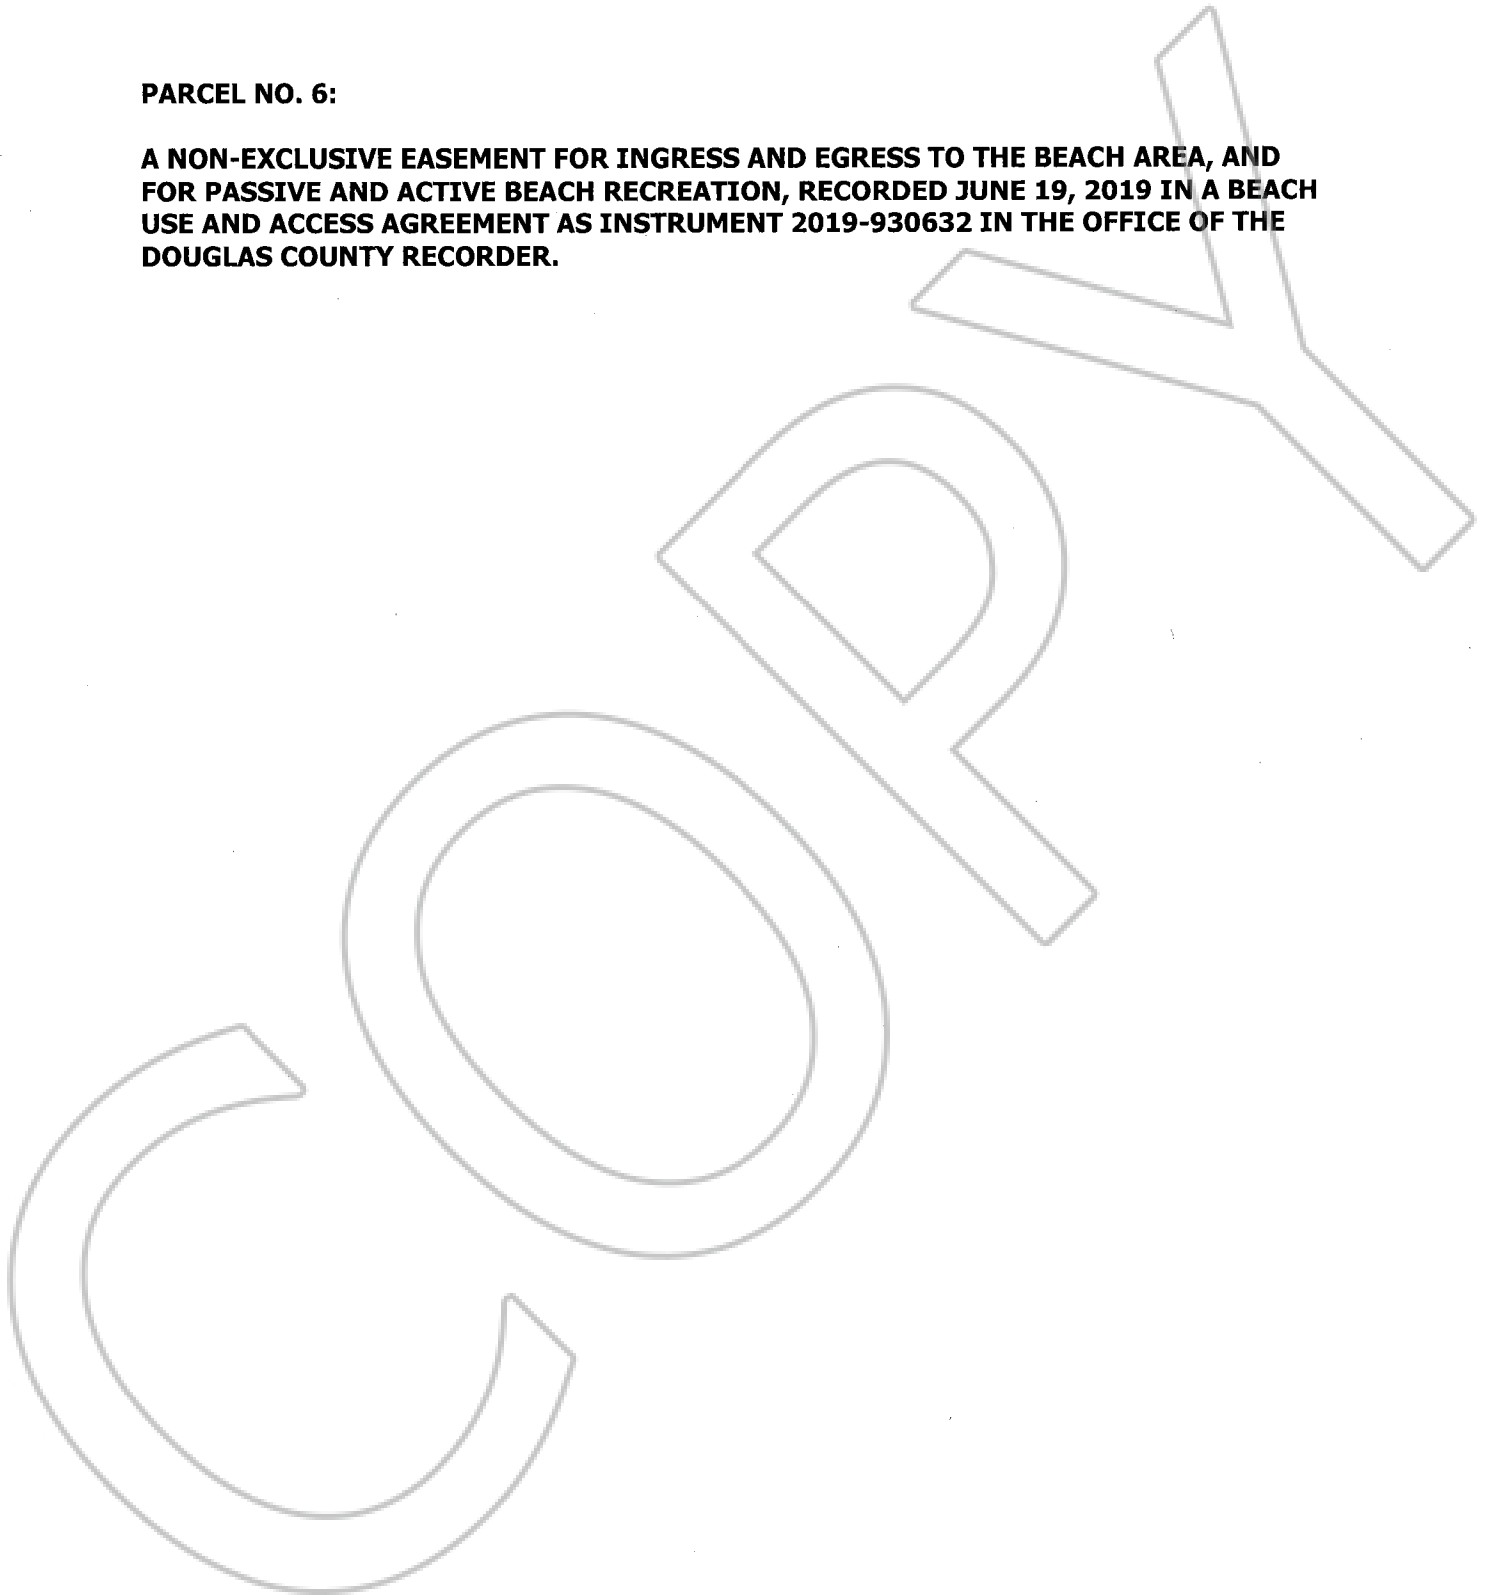 PARCEL NO. 6:
A NON-EXCLUSIVE EASEMENT FOR INGRESS AND EGRESS TO THE BEACH AREA, AND
FOR PASSIVE AND ACTIVE BEACH RECREATION, RECORDED JUNE 19, 2019 IN A BEACH
USE AND ACCESS AGREEMENT AS INSTRUMENT 2019-930632 IN THE OFFICE OF THE
DOUGLAS COUNTY RECORDER.
COPY